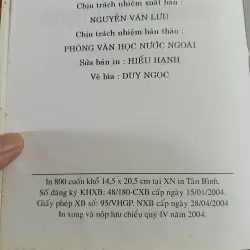 Chịu trách nhiệm xuất bản :
NGUYỄN VĂN LƯU
Chịu trách nhiệm bản thảo :
PHÒNG VĂN HỌC NƯỚC NGOÀI
Sửa bản in : HIẾU HẠNH
Vẽ bìa : DUY NGỌC
In 800 cuốn khổ 14,5 x 20,5 cm tại XN in Tân Bình.
Số đăng ký KHXB: 48/180-CXB cấp ngày 15/01/2004.
Giấy phép XB số: 95/VHGP. NXB cấp ngày 28/04/2004
In xong và nộp lưu chiểu quý IV năm 2004.